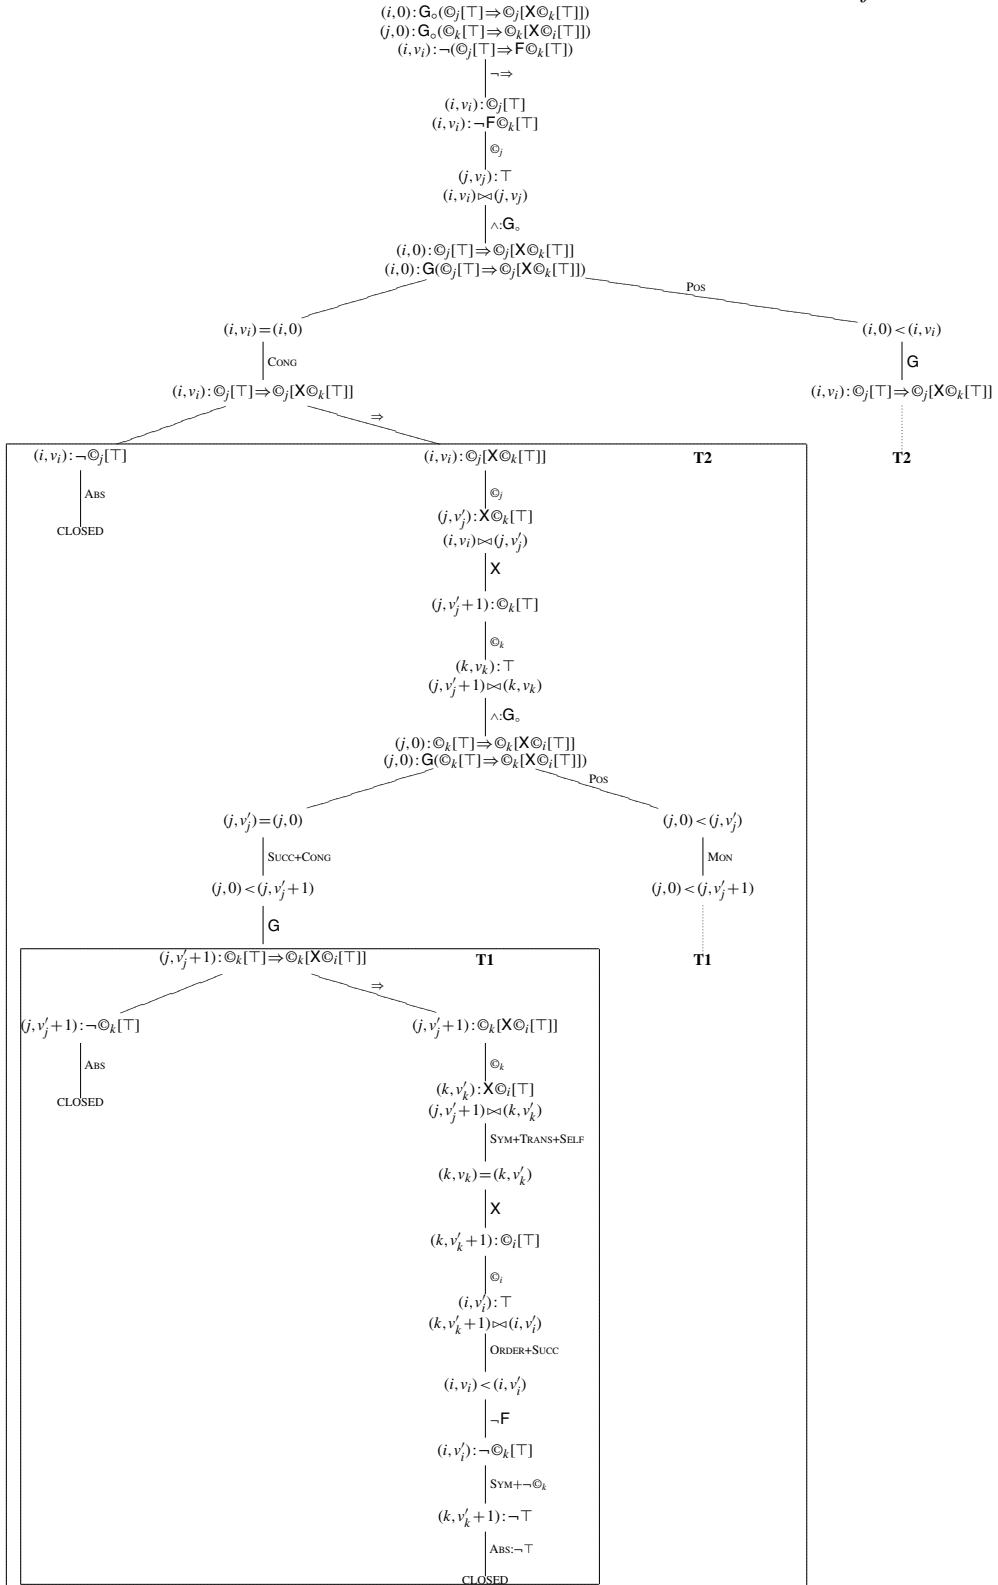 (i,0):G∘(©j[⊤]⇒©j[X©k[⊤]])
(j,0):G∘(©k[⊤]⇒©k[X©i[⊤]])
(i,vi):¬(©j[⊤]⇒F©k[⊤])
¬⇒
(i,vi):©j[⊤]
(i,vi):¬F©k[⊤]
©j
(j,vj):⊤
(i,vi)⋈(j,vj)
∧:G∘
(i,0):©j[⊤]⇒©j[X©k[⊤]]
(i,0):G(©j[⊤]⇒©j[X©k[⊤]])
POS
(i,vi)=(i,0) (i,0)<(i,vi)
CONG G
(i,vi):©j[⊤]⇒©j[X©k[⊤]] (i,vi):©j[⊤]⇒©j[X©k[⊤]]
⇒
(i,vi):¬©j[⊤] (i,vi):©j[X©k[⊤]] T2 T2
ABS ©j
CLOSED (j,v′j):X©k[⊤]
(i,vi)⋈(j,v′j)
X
(j,v′j+1):©k[⊤]
©k
(k,vk):⊤
(j,v′j+1)⋈(k,vk)
∧:G∘
(j,0):©k[⊤]⇒©k[X©i[⊤]]
(j,0):G(©k[⊤]⇒©k[X©i[⊤]])
POS
(j,v′j)=(j,0) (j,0)<(j,v′j)
SUCC+CONG MON
(j,0)<(j,v′j+1) (j,0)<(j,v′j+1)
G
(j,v′j+1):©k[⊤]⇒©k[X©i[⊤]] T1 T1
⇒
(j,v′j+1):¬©k[⊤] (j,v′j+1):©k[X©i[⊤]]
ABS ©k
CLOSED (k,v′k):X©i[⊤]
(j,v′j+1)⋈(k,v′k)
SYM+TRANS+SELF
(k,vk)=(k,v′k)
X
(k,v′k+1):©i[⊤]
©i
(i,v′i):⊤
(k,v′k+1)⋈(i,v′i)
ORDER+SUCC
(i,vi)<(i,v′i)
¬F
(i,v′i):¬©k[⊤]
SYM+¬©k
(k,v′k+1):¬⊤
ABS:¬⊤
CLOSED